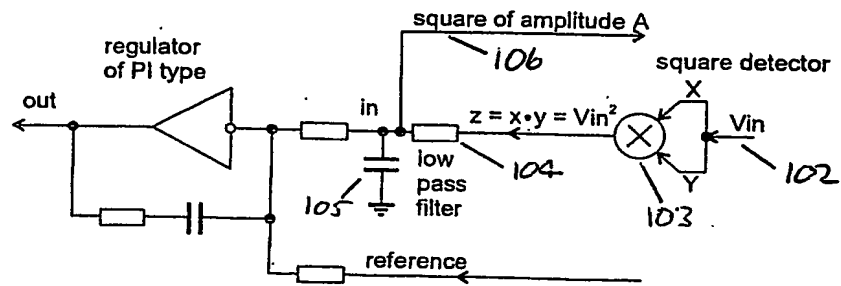 square of amplitude A
106
regulator
of PI type
square detector
X
out
in
z = x•y = Vin²
Vin
102
Y
103
104
105
low
pass
filter
reference